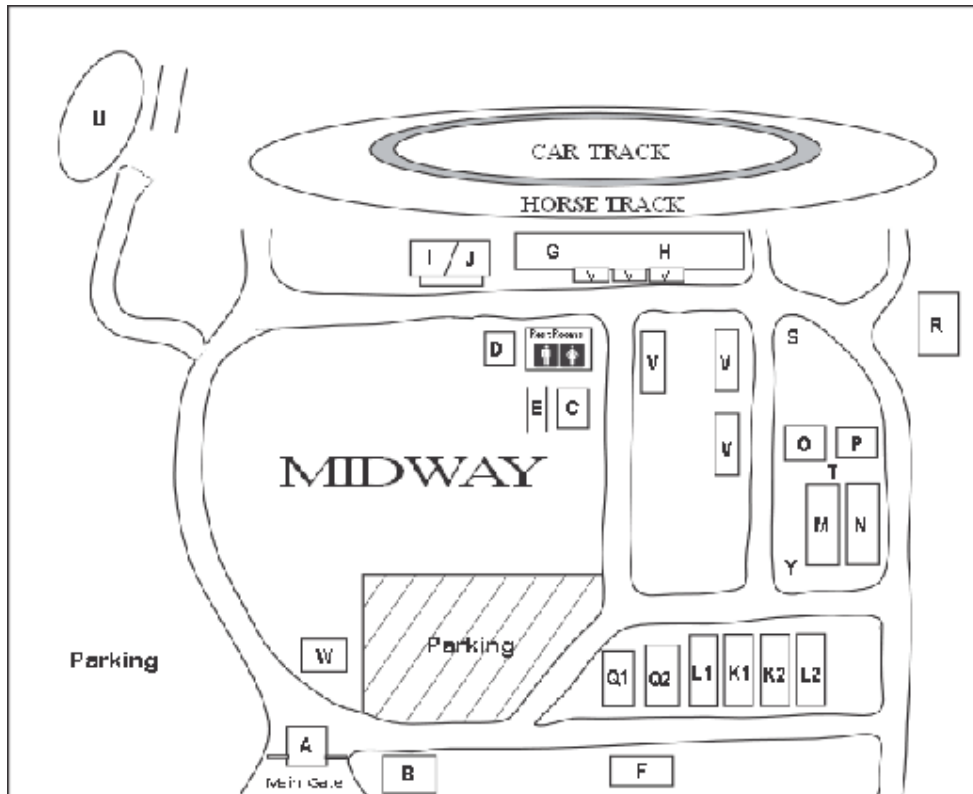 U
CAR TRACK
HORSE TRACK
I / J
G
H
V V V
R
S
D
Rest Rooms
V
V
E
C
O
P
V
MIDWAY
T
M
N
Y
Parking
W
Parking
Q1
Q2
L1
K1
K2
L2
A
B
F
Main Gate